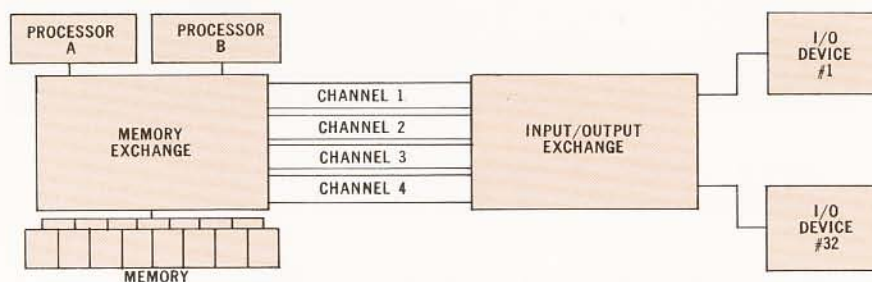 PROCESSOR
A
PROCESSOR
B
MEMORY
EXCHANGE
CHANNEL 1
CHANNEL 2
CHANNEL 3
CHANNEL 4
INPUT/OUTPUT
EXCHANGE
I/O
DEVICE
#1
I/O
DEVICE
#32
MEMORY